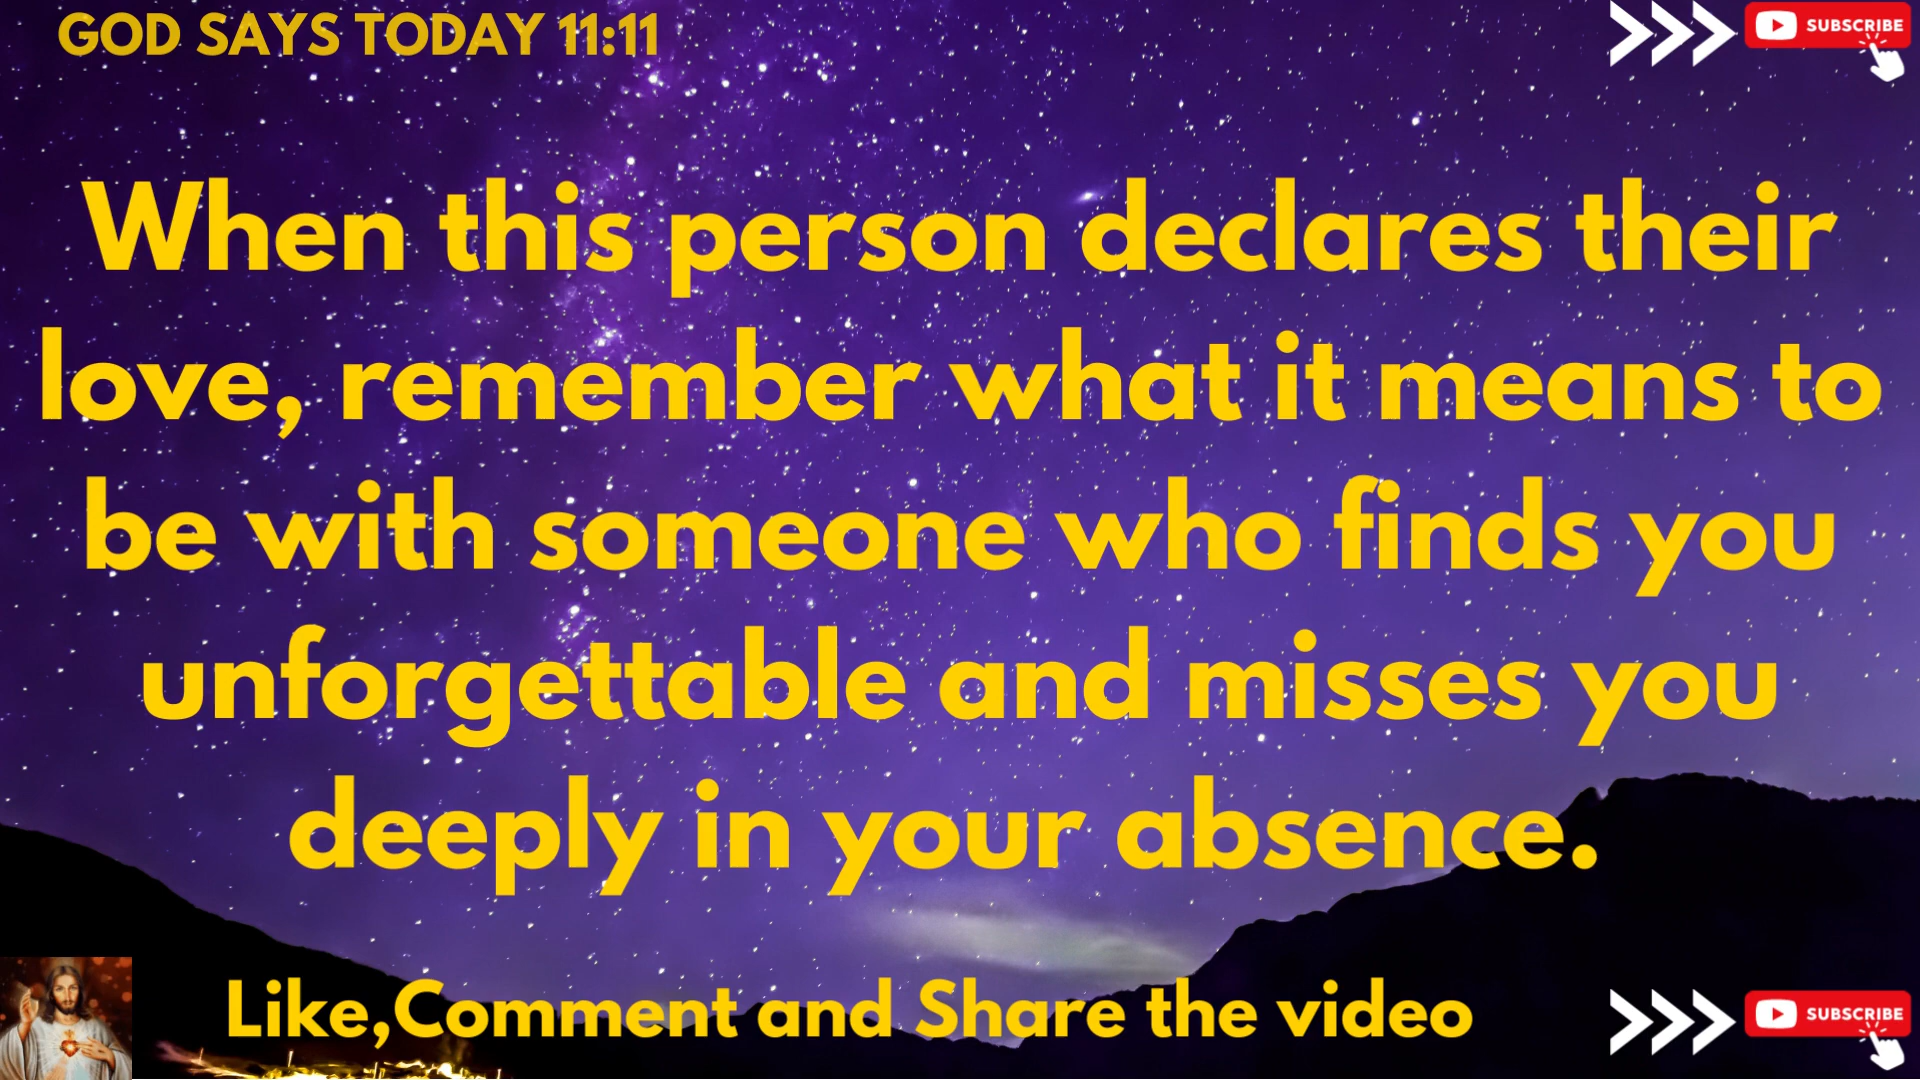 GOD SAYS TODAY 11:11
SUBSCRIBE
When this person declares their
love, remember what it means to
be with someone who finds you
unforgettable and misses you
deeply in your absence.
Like,Comment and Share the video
SUBSCRIBE